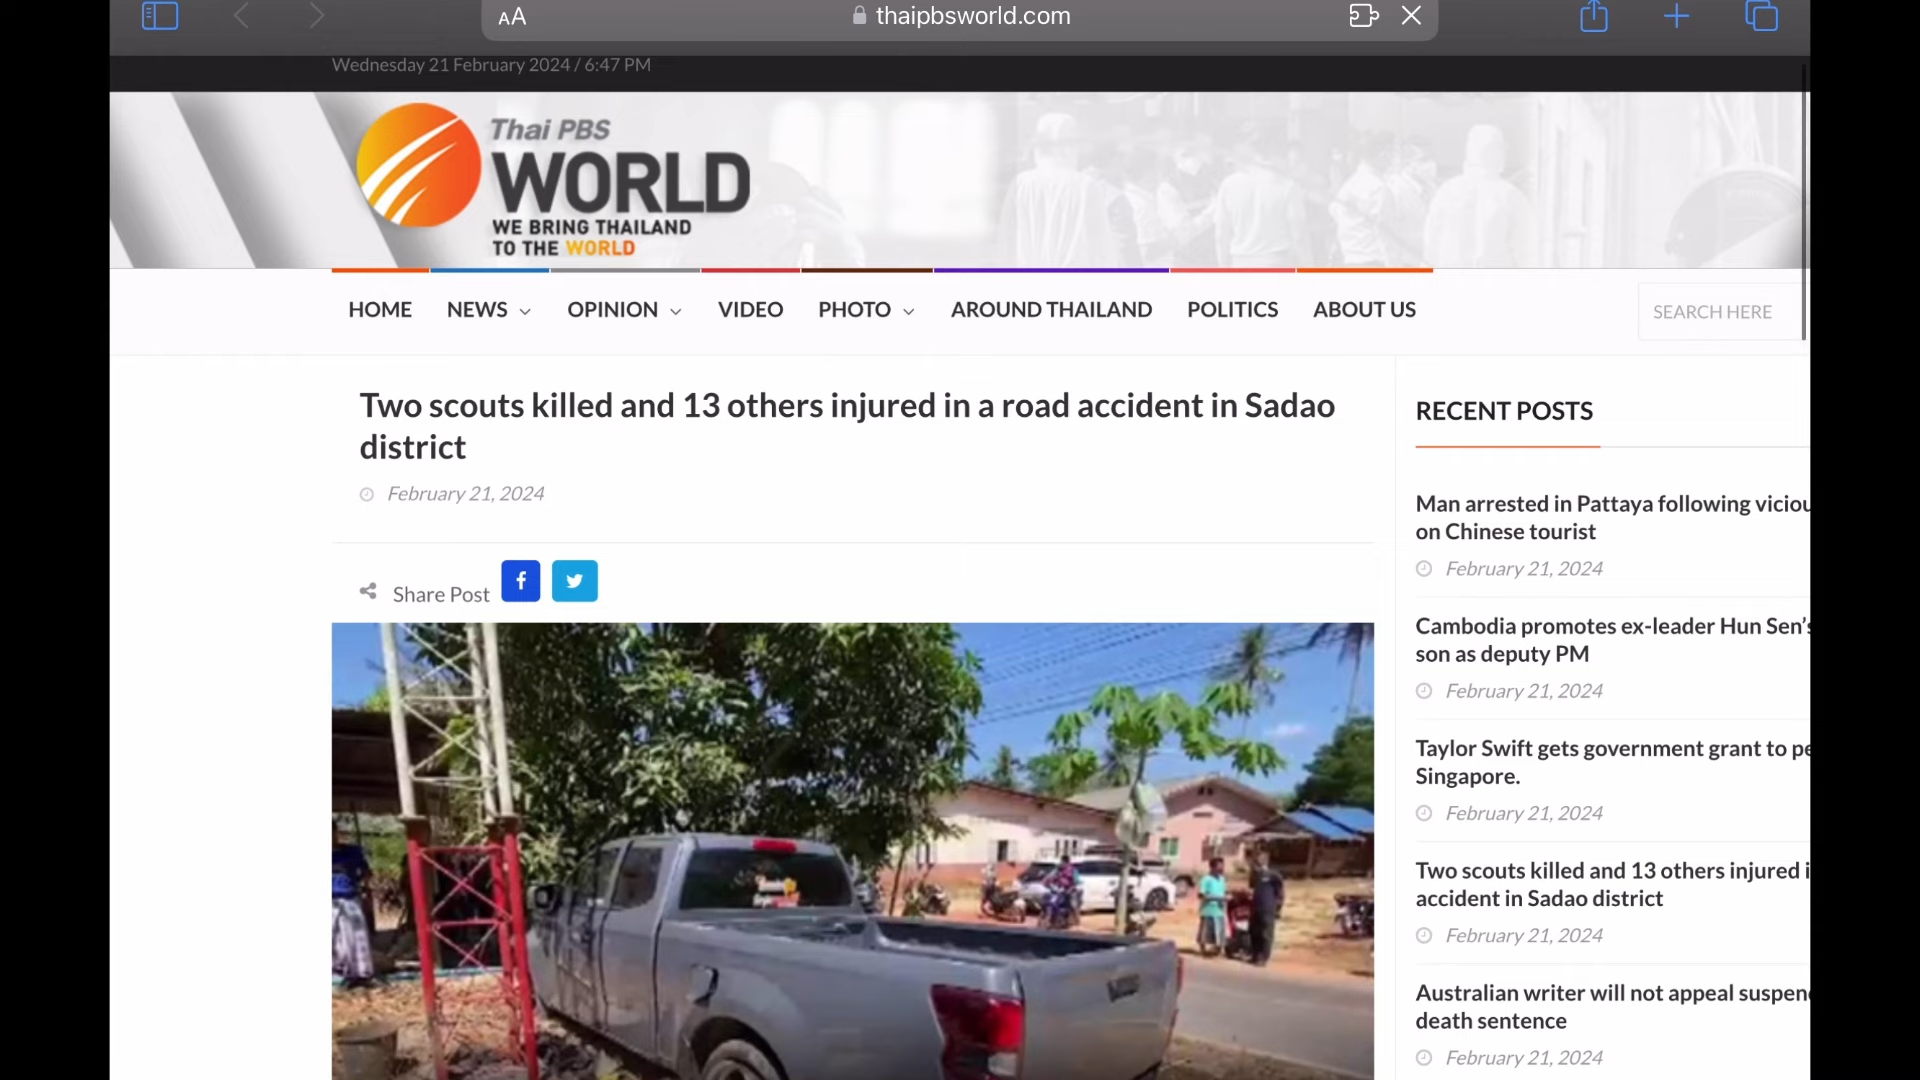 AA
thaipbsworld.com
Wednesday 21 February 2024 / 6:47 PM
Thai PBS
WORLD
WE BRING THAILAND
TO THE WORLD
HOME NEWS OPINION VIDEO PHOTO AROUND THAILAND POLITICS ABOUT US
SEARCH HERE
Two scouts killed and 13 others injured in a road accident in Sadao
district
February 21, 2024
Share Post
RECENT POSTS
Man arrested in Pattaya following viciou
on Chinese tourist
February 21, 2024
Cambodia promotes ex-leader Hun Sen's
son as deputy PM
February 21, 2024
Taylor Swift gets government grant to pe
Singapore.
February 21, 2024
Two scouts killed and 13 others injured i
accident in Sadao district
February 21, 2024
Australian writer will not appeal suspen
death sentence
February 21, 2024